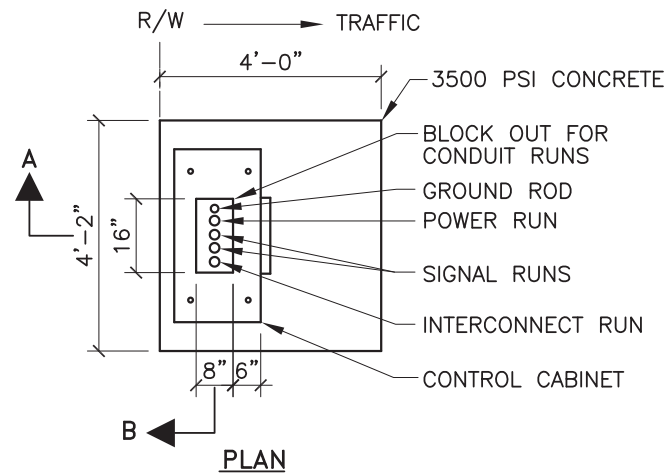 R/W TRAFFIC
4’-0”
3500 PSI CONCRETE
BLOCK OUT FOR
CONDUIT RUNS
A
GROUND ROD
POWER RUN
4’-2”
16”
SIGNAL RUNS
INTERCONNECT RUN
8” 6”
CONTROL CABINET
B
PLAN